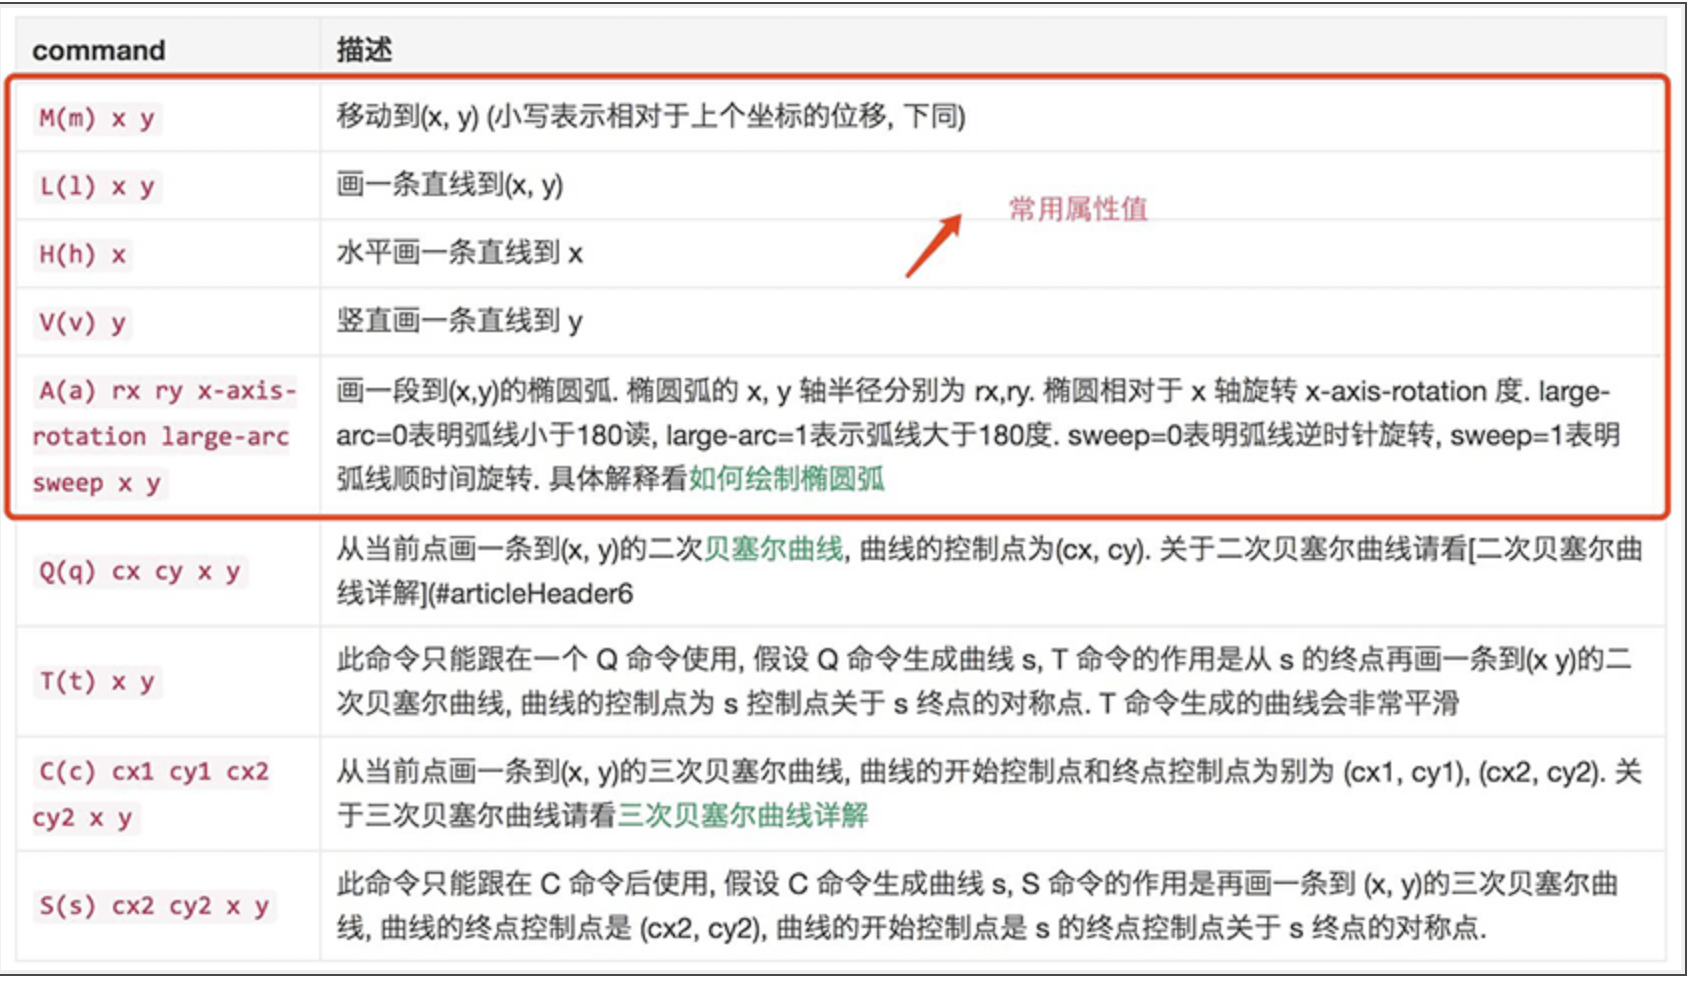 command 描述
M(m) x y 移动到(x, y) (小写表示相对于上个坐标的位移, 下同)
L(l) x y 画一条直线到(x, y)
常用属性值
H(h) x 水平画一条直线到 x
V(v) y 竖直画一条直线到 y
A(a) rx ry x-axis- 画一段到(x,y)的椭圆弧. 椭圆弧的 x, y 轴半径分别为 rx,ry. 椭圆相对于 x 轴旋转 x-axis-rotation 度. large-
rotation large-arc arc=0表明弧线小于180读, large-arc=1表示弧线大于180度. sweep=0表明弧线逆时针旋转, sweep=1表明
sweep x y 弧线顺时间旋转. 具体解释看如何绘制椭圆弧
Q(q) cx cy x y 从当前点画一条到(x, y)的二次贝塞尔曲线, 曲线的控制点为(cx, cy). 关于二次贝塞尔曲线请看[二次贝塞尔曲
线详解](#articleHeader6
T(t) x y 此命令只能跟在一个 Q 命令使用, 假设 Q 命令生成曲线 s, T 命令的作用是从 s 的终点再画一条到(x y)的二
次贝塞尔曲线, 曲线的控制点为 s 控制点关于 s 终点的对称点. T 命令生成的曲线会非常平滑
C(c) cx1 cy1 cx2 从当前点画一条到(x, y)的三次贝塞尔曲线, 曲线的开始控制点和终点控制点为别为 (cx1, cy1), (cx2, cy2). 关
cy2 x y 于三次贝塞尔曲线请看三次贝塞尔曲线详解
S(s) cx2 cy2 x y 此命令只能跟在 C 命令后使用, 假设 C 命令生成曲线 s, S 命令的作用是再画一条到 (x, y)的三次贝塞尔曲
线, 曲线的终点控制点是 (cx2, cy2), 曲线的开始控制点是 s 的终点控制点关于 s 终点的对称点.